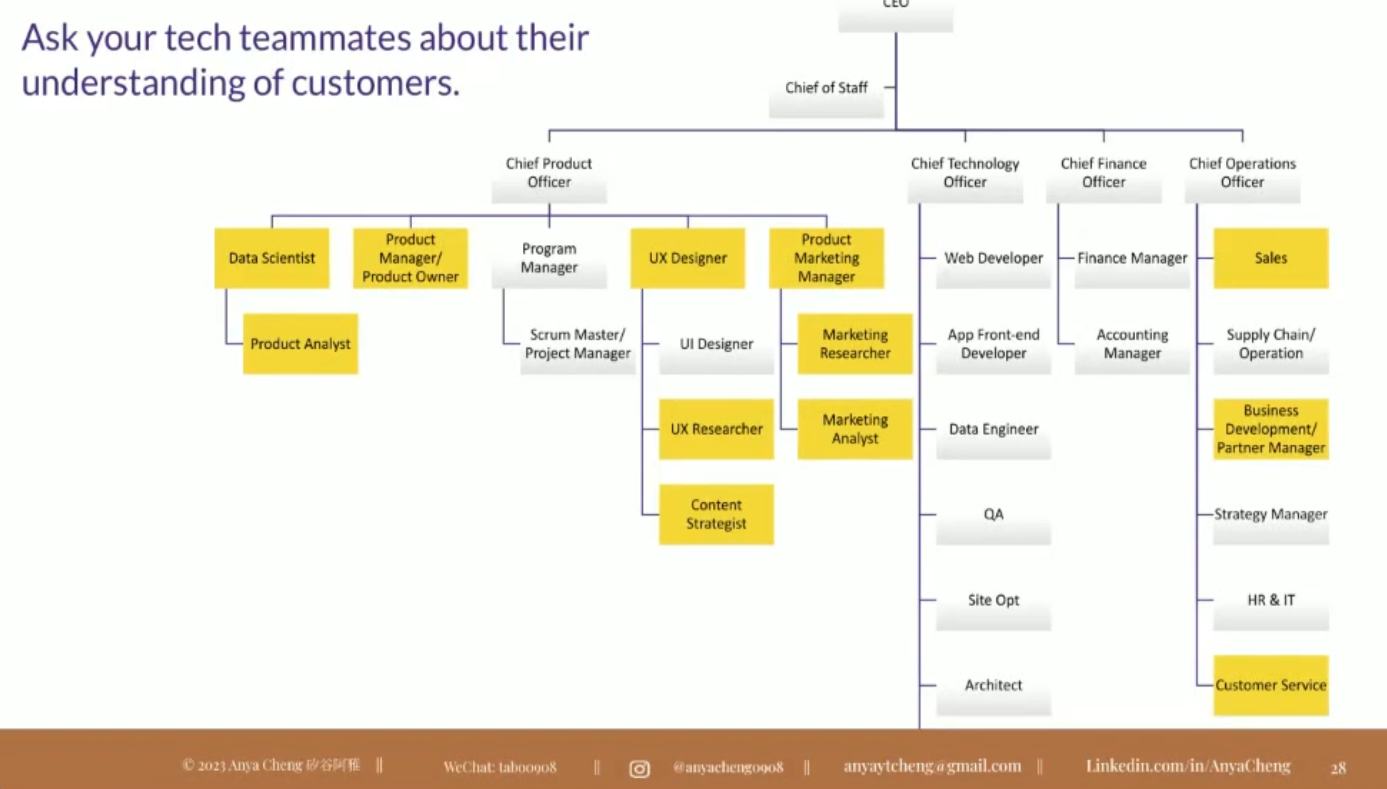 Ask your tech teammates about their
understanding of customers.
CEO
Chief of Staff
Chief Product
Officer
Chief Technology
Officer
Chief Finance
Officer
Chief Operations
Officer
Data Scientist
Product
Manager/
Product Owner
Program
Manager
UX Designer
Product
Marketing
Manager
Web Developer
Finance Manager
Sales
Product Analyst
Scrum Master/
Project Manager
UI Designer
Marketing
Researcher
App Front-end
Developer
Accounting
Manager
Supply Chain/
Operation
UX Researcher
Marketing
Analyst
Data Engineer
Business
Development/
Partner Manager
Content
Strategist
QA
Strategy Manager
Site Opt
HR & IT
Architect
Customer Service
© 2023 Anya Cheng 矽谷阿雅 || WeChat: tab00908 || @anyacheng0908 || anyaytcheng@gmail.com || Linkedin.com/in/AnyaCheng 28